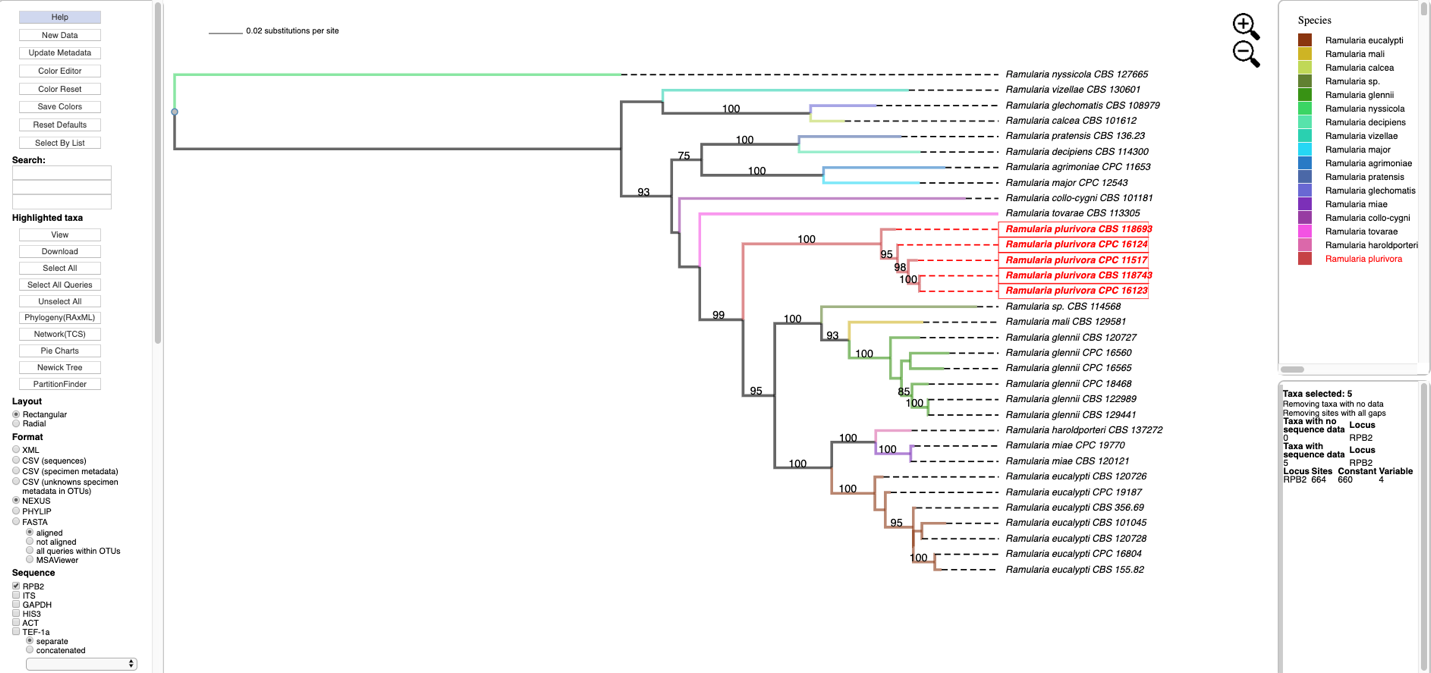 Help
New Data
Update Metadata
Color Editor
Color Reset
Save Colors
Reset Defaults
Select By List
Search:
Highlighted taxa
View
Download
Select All
Select All Queries
Unselect All
Phylogeny(RAxML)
Network(TCS)
Pie Charts
Newick Tree
PartitionFinder
Layout
Rectangular
Radial
Format
XML
CSV (sequences)
CSV (specimen metadata)
CSV (unknowns specimen
metadata in OTUs)
NEXUS
PHYLIP
FASTA
aligned
not aligned
all queries within OTUs
MSAViewer
Sequence
RPB2
ITS
GAPDH
HIS3
ACT
TEF-1a
separate
concatenated
0.02 substitutions per site
Ramularia nyssicola CBS 127665
Ramularia vizellae CBS 130601
100
Ramularia glechomatis CBS 108979
Ramularia calcea CBS 101612
100
Ramularia pratensis CBS 136.23
Ramularia decipiens CBS 114300
75
100
Ramularia agrimoniae CPC 11653
Ramularia major CPC 12543
93
Ramularia collo-cygni CBS 101181
Ramularia tovarae CBS 113305
Ramularia plurivora CBS 118693
100
Ramularia plurivora CPC 16124
95
Ramularia plurivora CPC 11517
98
Ramularia plurivora CBS 118743
100
Ramularia plurivora CPC 16123
Ramularia sp. CBS 114568
99
100
Ramularia mali CBS 129581
93
Ramularia glennii CBS 120727
100
Ramularia glennii CPC 16560
Ramularia glennii CPC 16565
Ramularia glennii CPC 18468
95
85
Ramularia glennii CBS 122989
100
Ramularia glennii CBS 129441
Ramularia haroldporteri CBS 137272
100
Ramularia miae CPC 19770
100
Ramularia miae CBS 120121
100
Ramularia eucalypti CBS 120726
100
Ramularia eucalypti CPC 19187
Ramularia eucalypti CBS 356.69
95
Ramularia eucalypti CBS 101045
Ramularia eucalypti CBS 120728
100
Ramularia eucalypti CPC 16804
Ramularia eucalypti CBS 155.82
Species
Ramularia eucalypti
Ramularia mali
Ramularia calcea
Ramularia sp.
Ramularia glennii
Ramularia nyssicola
Ramularia decipiens
Ramularia vizellae
Ramularia major
Ramularia agrimoniae
Ramularia pratensis
Ramularia glechomatis
Ramularia miae
Ramularia collo-cygni
Ramularia tovarae
Ramularia haroldporteri
Ramularia plurivora
Taxa selected: 5
Removing taxa with no data
Removing sites with all gaps
Taxa with no sequence data Locus
0 RPB2
Taxa with sequence data Locus
5 RPB2
Locus Sites Constant Variable
RPB2 664 660 4